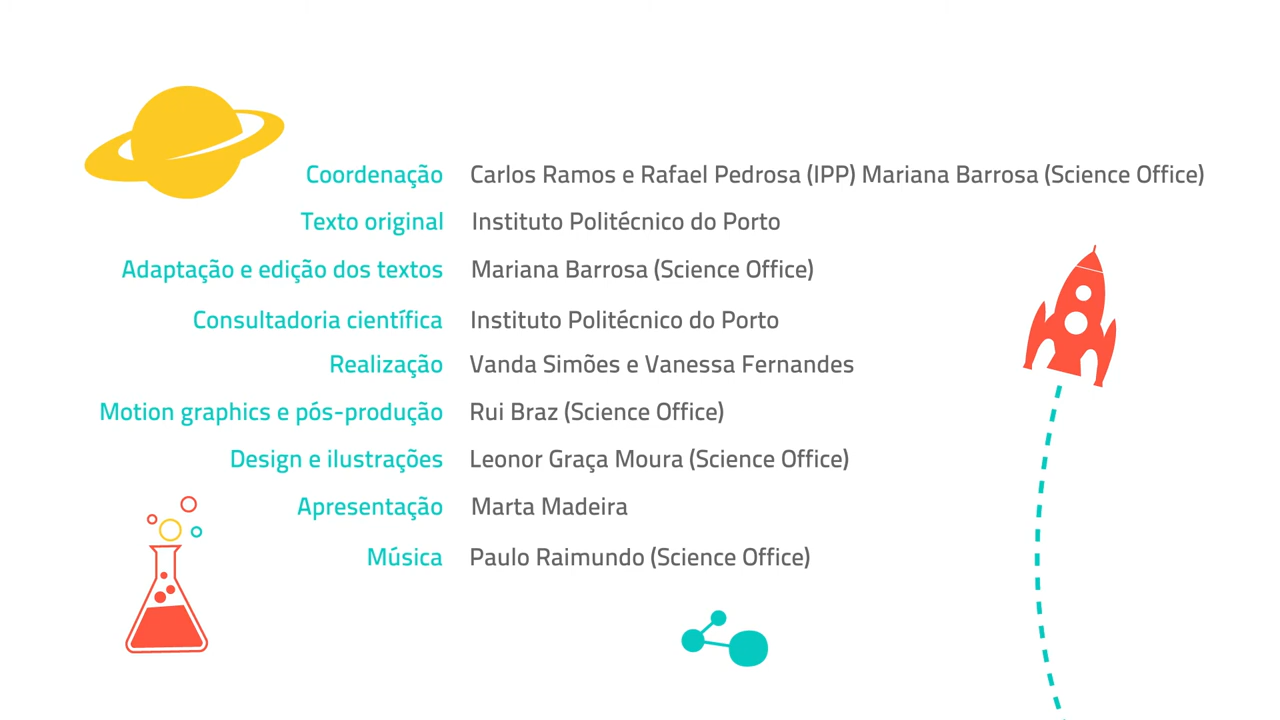 Coordenação Carlos Ramos e Rafael Pedrosa (IPP) Mariana Barrosa (Science Office)
Texto original Instituto Politécnico do Porto
Adaptação e edição dos textos Mariana Barrosa (Science Office)
Consultadoria científica Instituto Politécnico do Porto
Realização Vanda Simões e Vanessa Fernandes
Motion graphics e pós-produção Rui Braz (Science Office)
Design e ilustrações Leonor Graça Moura (Science Office)
Apresentação Marta Madeira
Música Paulo Raimundo (Science Office)